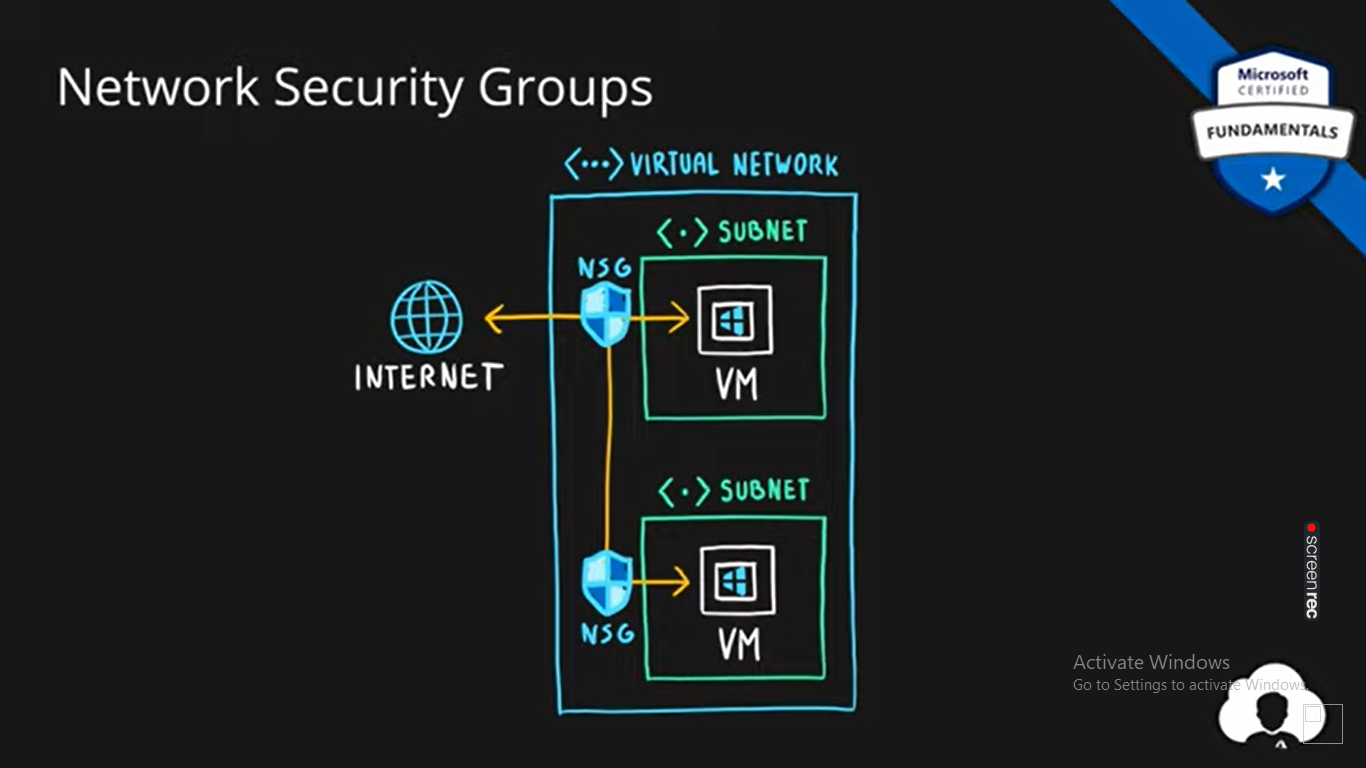 Network Security Groups
Microsoft
CERTIFIED
FUNDAMENTALS
<···> VIRTUAL NETWORK
<·> SUBNET
NSG
INTERNET
VM
<·> SUBNET
NSG
VM
screenrec
Activate Windows
Go to Settings to activate Windows.